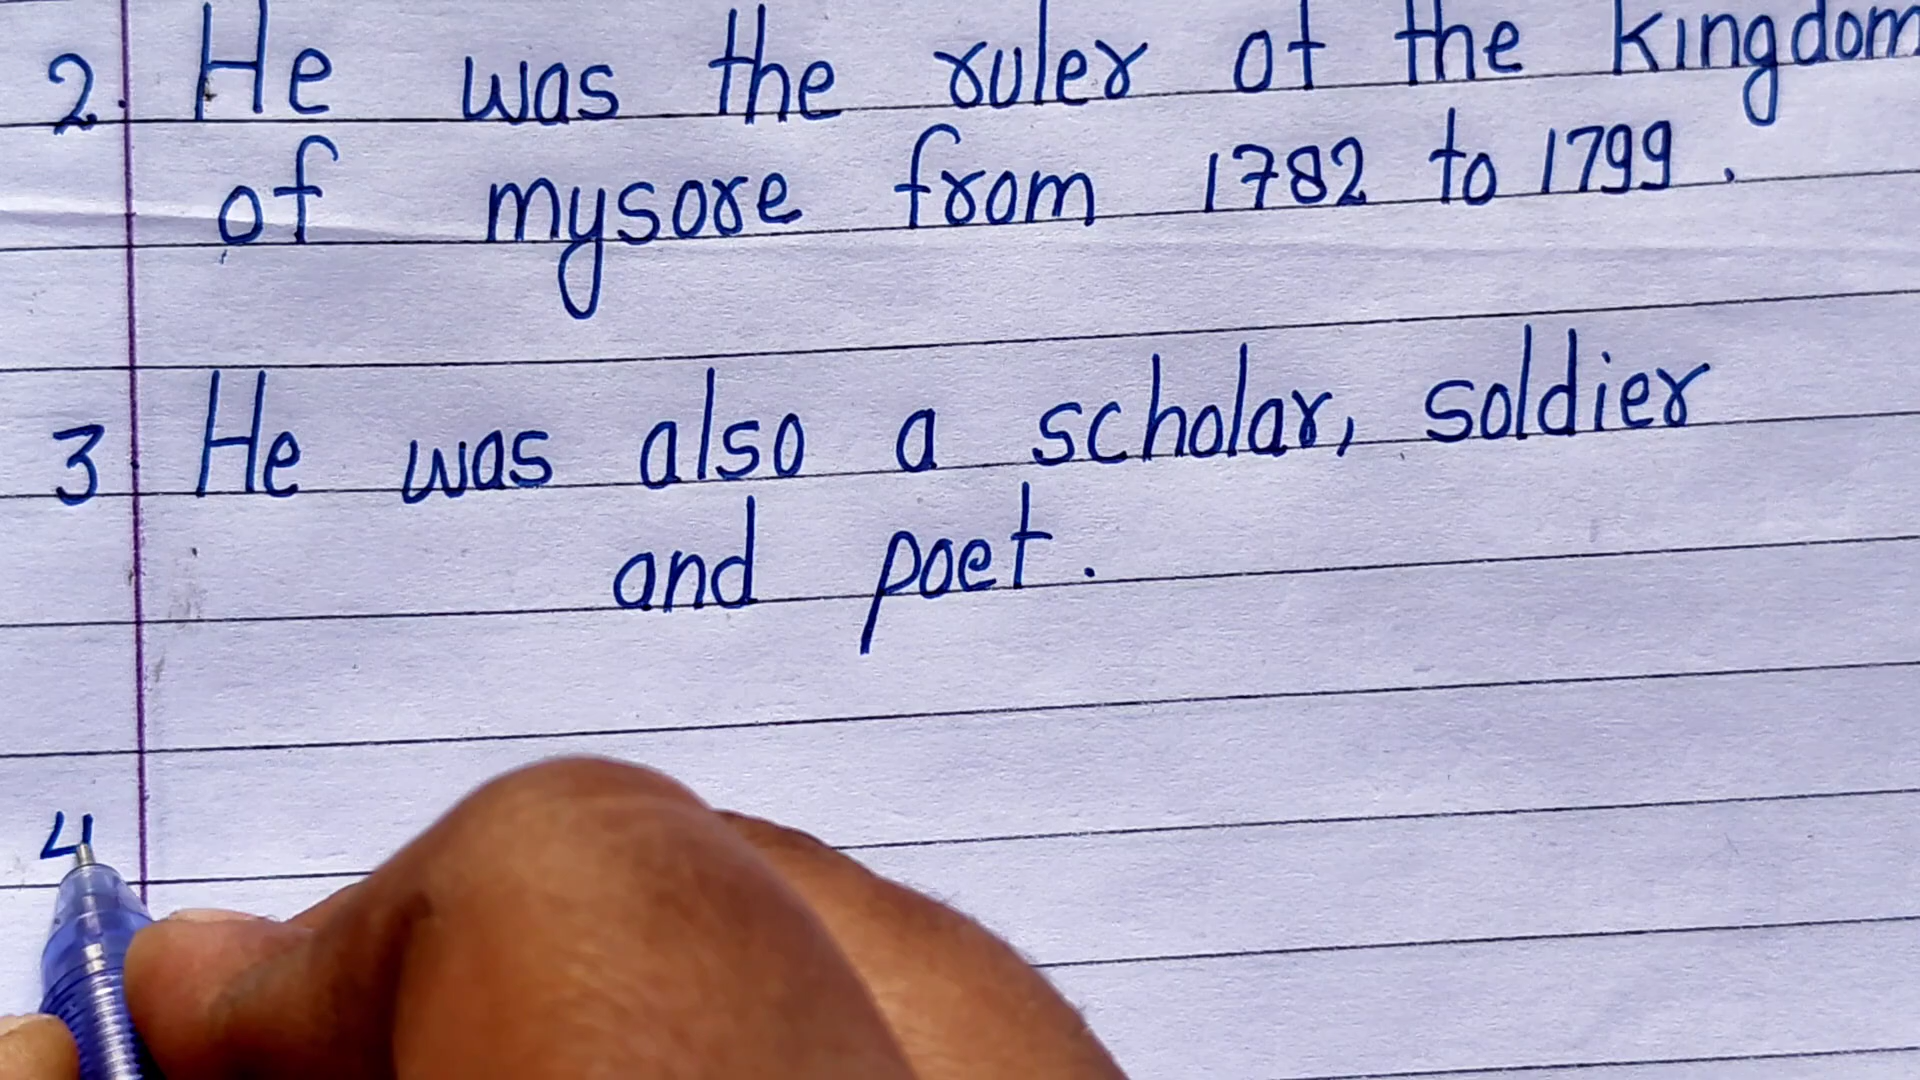 2. He was the ruler of the kingdom
of mysore from 1782 to 1799.
3 He was also a scholar, soldier
and poet.
4